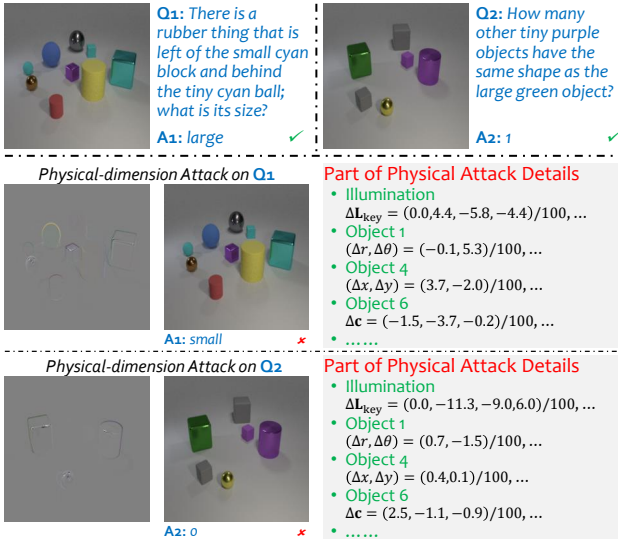 Q1: There is a
rubber thing that is
left of the small cyan
block and behind
the tiny cyan ball;
what is its size?
A1: large ✓
Q2: How many
other tiny purple
objects have the
same shape as the
large green object?
A2: 1 ✓
Physical-dimension Attack on Q1
A1: small ✗
Part of Physical Attack Details
• Illumination
ΔL_key = (0.0,4.4, −5.8, −4.4)/100, …
• Object 1
(Δr, Δθ) = (−0.1, 5.3)/100, …
• Object 4
(Δx, Δy) = (3.7, −2.0)/100, …
• Object 6
Δc = (−1.5, −3.7, −0.2)/100, …
• ……
Physical-dimension Attack on Q2
A2: 0 ✗
Part of Physical Attack Details
• Illumination
ΔL_key = (0.0, −11.3, −9.0,6.0)/100, …
• Object 1
(Δr, Δθ) = (0.7, −1.5)/100, …
• Object 4
(Δx, Δy) = (0.4,0.1)/100, …
• Object 6
Δc = (2.5, −1.1, −0.9)/100, …
• ……